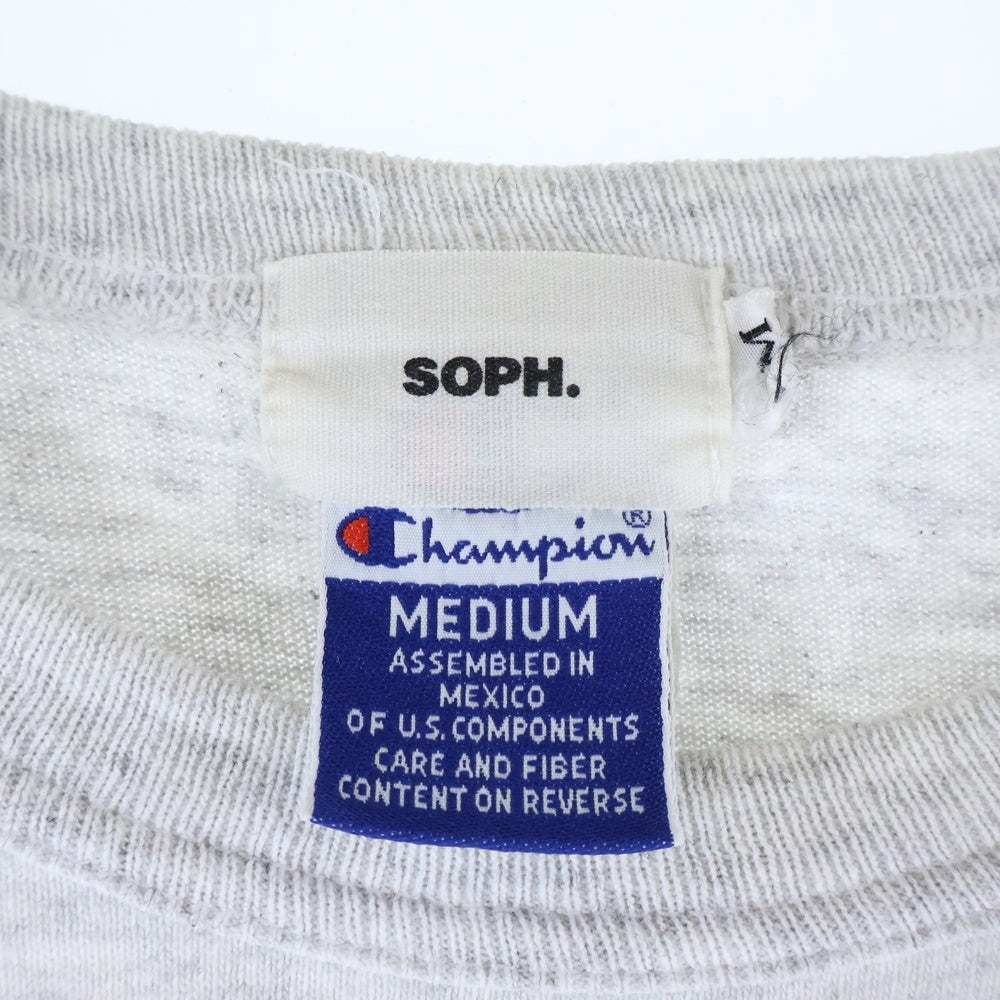 SOPH.
Champion®
MEDIUM
ASSEMBLED IN
MEXICO
OF U.S. COMPONENTS
CARE AND FIBER
CONTENT ON REVERSE